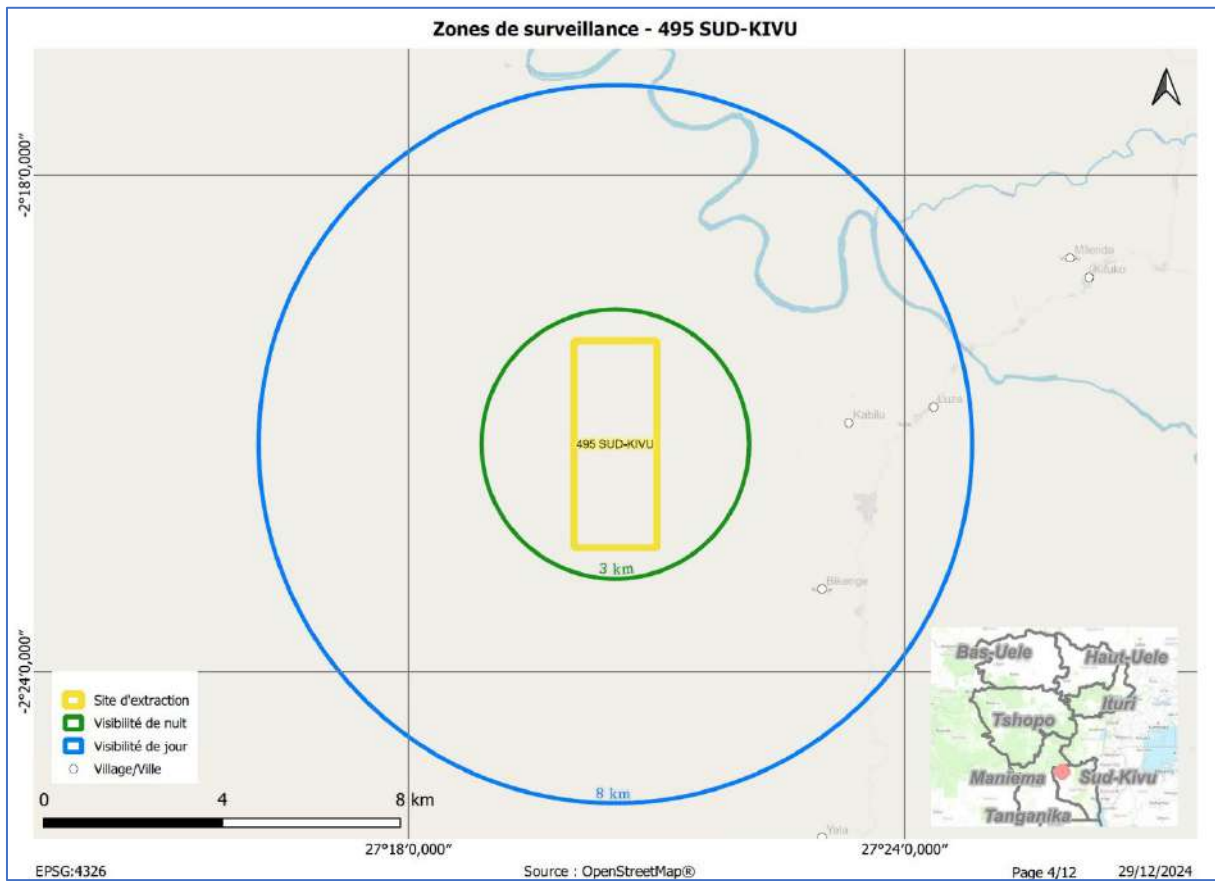 Zones de surveillance - 495 SUD-KIVU
-2°18'0,000"
Milenda
Kifuko
Luza
Kabilu
495 SUD-KIVU
3 km
Bikenge
-2°24'0,000"
Site d'extraction
Visibilité de nuit
Visibilité de jour
Village/Ville
0 4 8 km
8 km
Yela
Bas-Uele
Haut-Uele
Ituri
Tshopo
Maniema
Sud-Kivu
Tanganika
27°18'0,000"
27°24'0,000"
EPSG:4326
Source : OpenStreetMap®
Page 4/12
29/12/2024